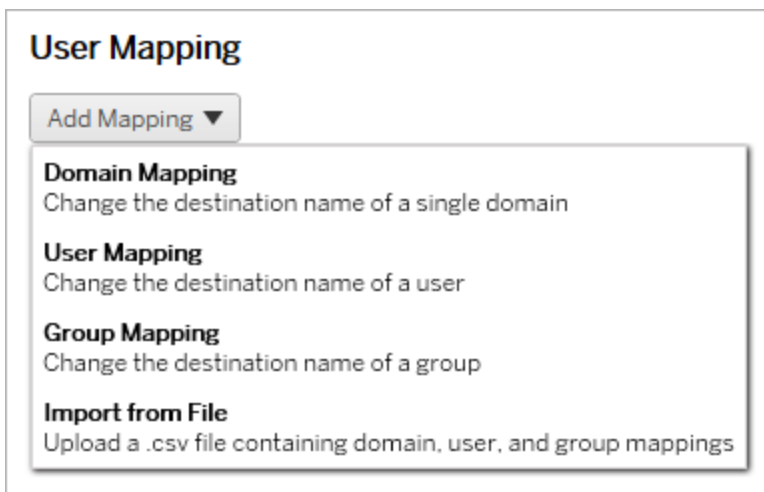 User Mapping
Add Mapping ▼
Domain Mapping
Change the destination name of a single domain
User Mapping
Change the destination name of a user
Group Mapping
Change the destination name of a group
Import from File
Upload a .csv file containing domain, user, and group mappings